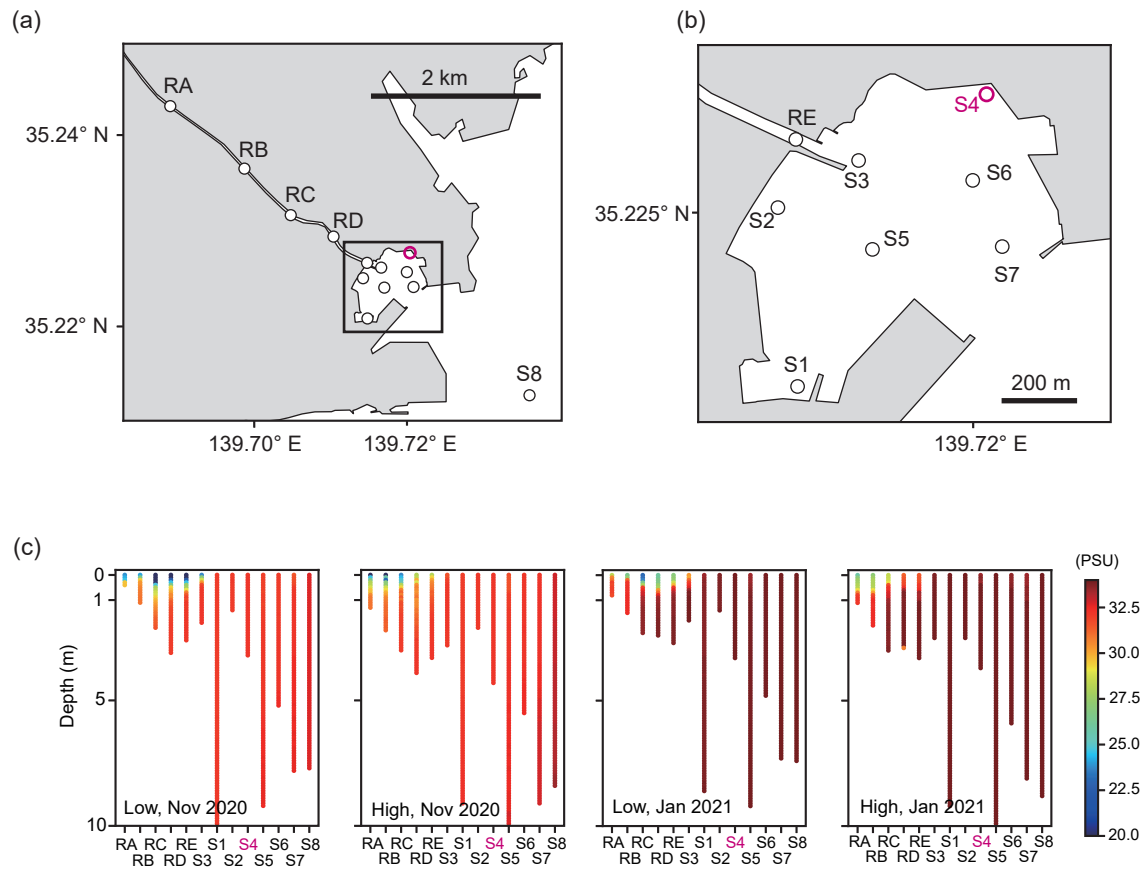 (a)
RA
2 km
35.24° N
RB
RC
RD
35.22° N
S8
139.70° E
139.72° E
(b)
S4
RE
S3
S6
S2
35.225° N
S5
S7
S1
200 m
139.72° E
(c)
(PSU)
Depth (m)
0
1
5
10
Low, Nov 2020
High, Nov 2020
Low, Jan 2021
High, Jan 2021
32.5
30.0
27.5
25.0
22.5
20.0
RA RC RE S1 S4 S6 S8
RB RD S3 S2 S5 S7
RA RC RE S1 S4 S6 S8
RB RD S3 S2 S5 S7
RA RC RE S1 S4 S6 S8
RB RD S3 S2 S5 S7
RA RC RE S1 S4 S6 S8
RB RD S3 S2 S5 S7